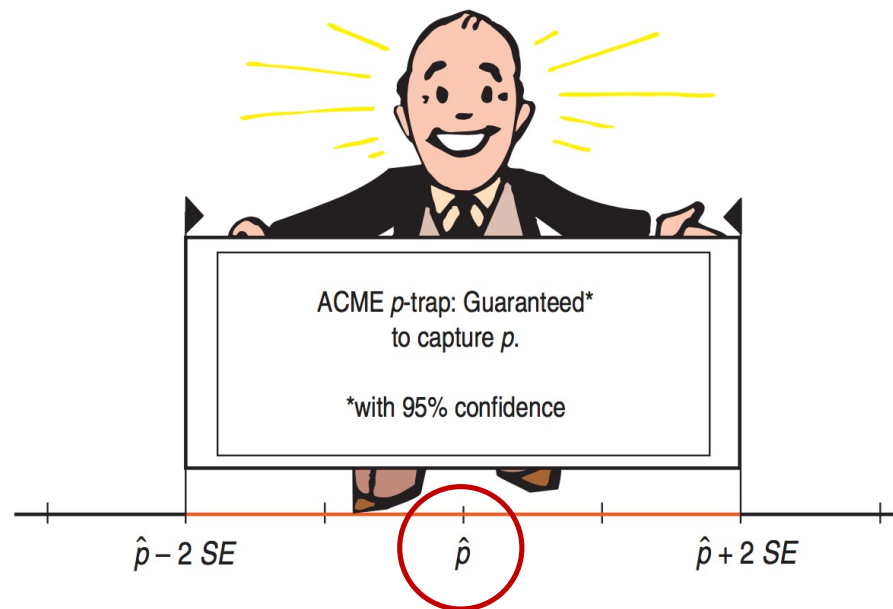 ACME p-trap: Guaranteed*
to capture p.
*with 95% confidence
p̂ – 2 SE p̂ p̂ + 2 SE